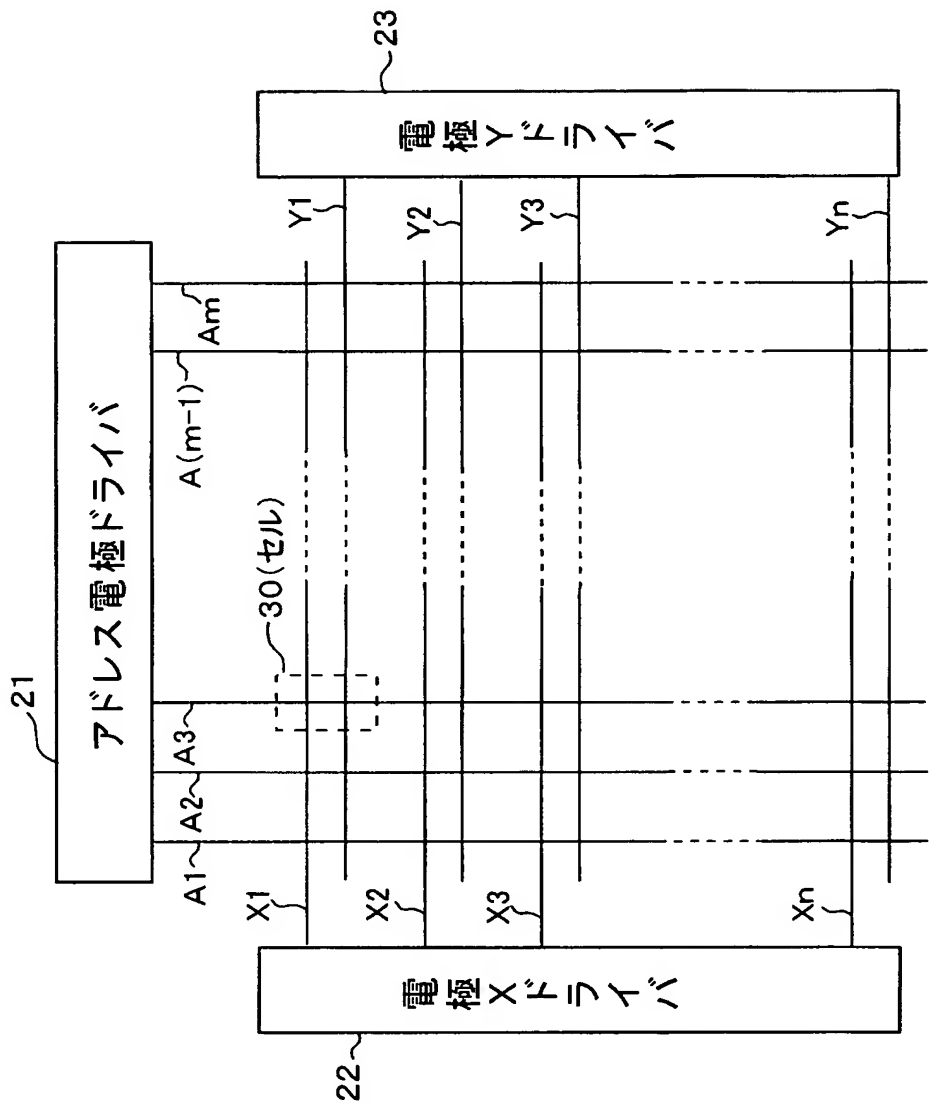 21
アドレス電極ドライバ
A1
A2
A3
A(m-1)
Am
30(セル)
22
電極Xドライバ
X1
X2
X3
Xn
23
電極Yドライバ
Y1
Y2
Y3
Yn